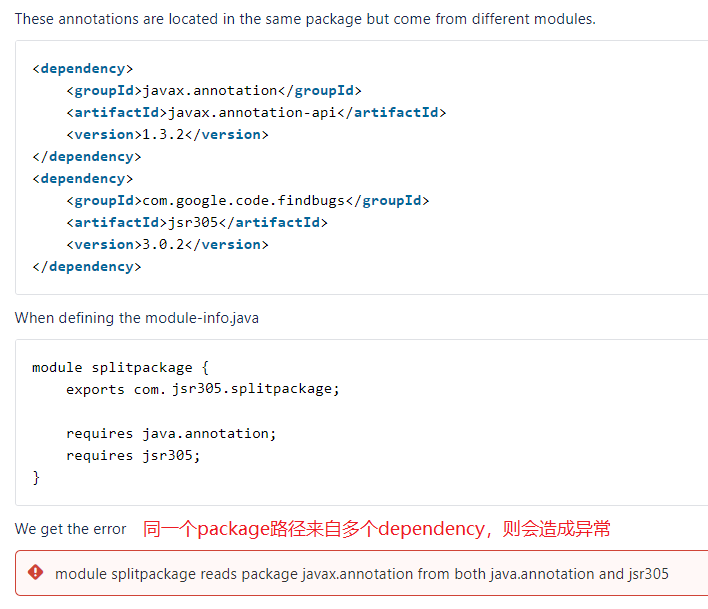 These annotations are located in the same package but come from different modules.
<dependency>
    <groupId>javax.annotation</groupId>
    <artifactId>javax.annotation-api</artifactId>
    <version>1.3.2</version>
</dependency>
<dependency>
    <groupId>com.google.code.findbugs</groupId>
    <artifactId>jsr305</artifactId>
    <version>3.0.2</version>
</dependency>
When defining the module-info.java
module splitpackage {
    exports com. jsr305.splitpackage;
    requires java.annotation;
    requires jsr305;
}
We get the error 同一个package路径来自多个dependency，则会造成异常
module splitpackage reads package javax.annotation from both java.annotation and jsr305